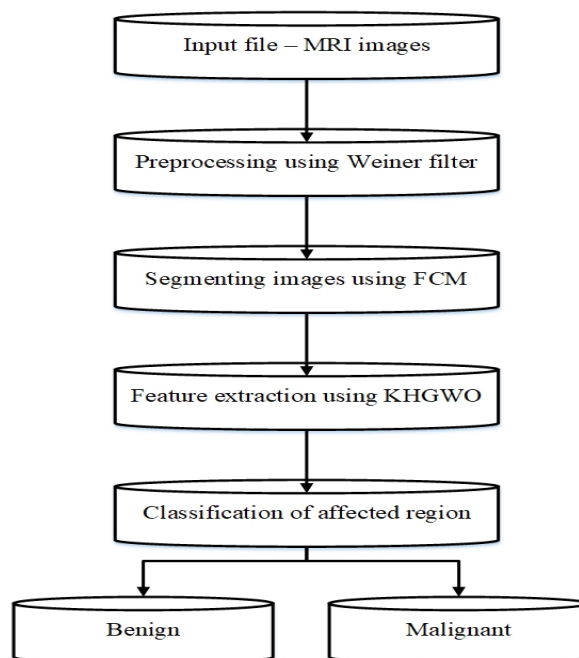 Input file – MRI images
Preprocessing using Weiner filter
Segmenting images using FCM
Feature extraction using KHGWO
Classification of affected region
Benign
Malignant